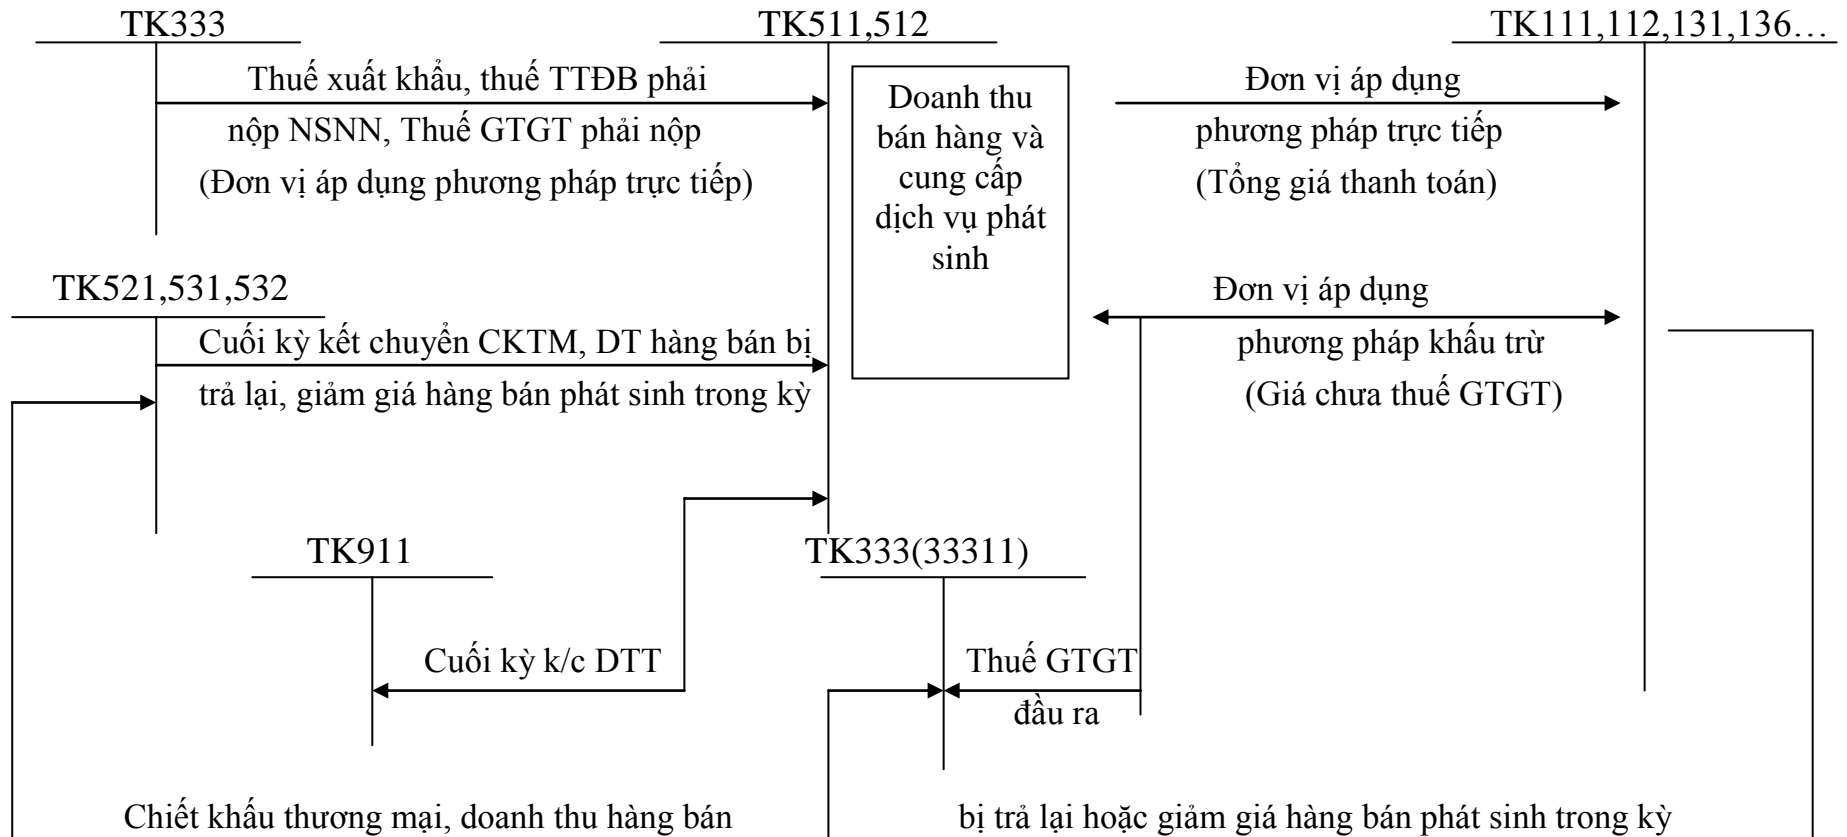 TK333
TK511,512
TK111,112,131,136…
Thuế xuất khẩu, thuế TTĐB phải
nộp NSNN, Thuế GTGT phải nộp
(Đơn vị áp dụng phương pháp trực tiếp)
Doanh thu
bán hàng và
cung cấp
dịch vụ phát
sinh
Đơn vị áp dụng
phương pháp trực tiếp
(Tổng giá thanh toán)
TK521,531,532
Cuối kỳ kết chuyển CKTM, DT hàng bán bị
trả lại, giảm giá hàng bán phát sinh trong kỳ
Đơn vị áp dụng
phương pháp khấu trừ
(Giá chưa thuế GTGT)
TK911
TK333(33311)
Cuối kỳ k/c DTT
Thuế GTGT
đầu ra
Chiết khấu thương mại, doanh thu hàng bán
bị trả lại hoặc giảm giá hàng bán phát sinh trong kỳ